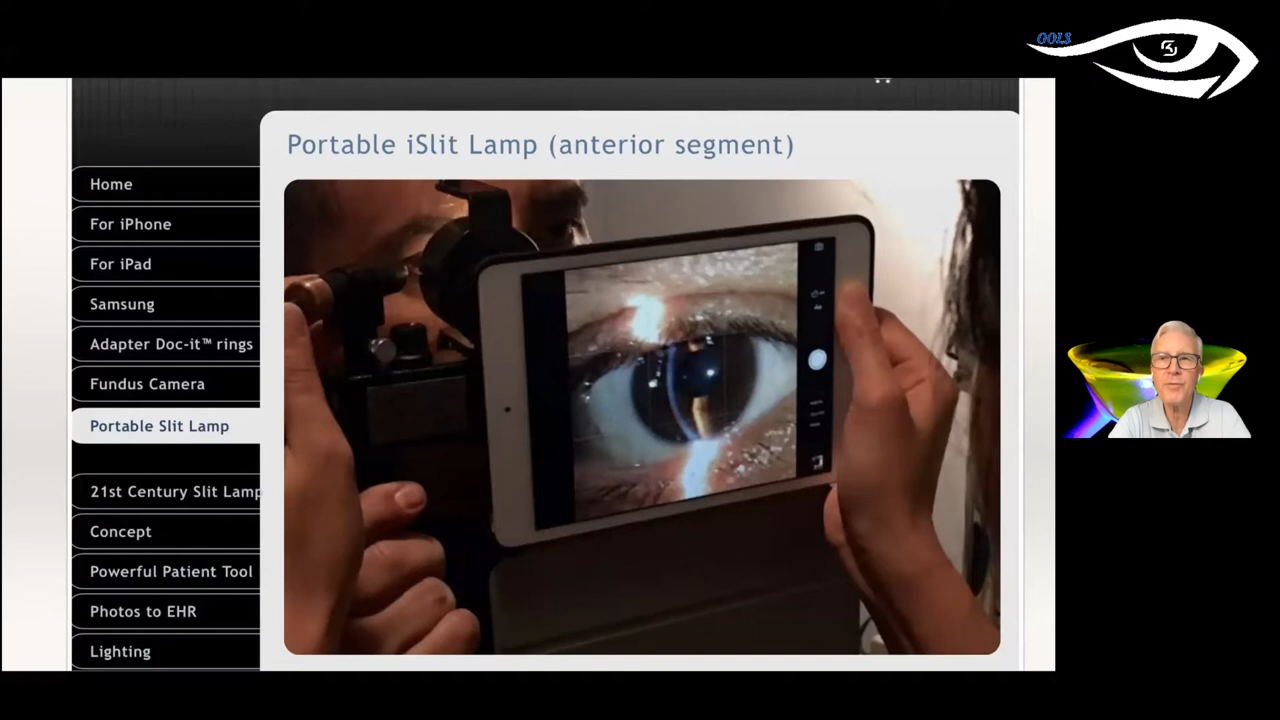 OOLS
Portable iSlit Lamp (anterior segment)
Home
For iPhone
For iPad
Samsung
Adapter Doc-it™ rings
Fundus Camera
Portable Slit Lamp
21st Century Slit Lamp
Concept
Powerful Patient Tool
Photos to EHR
Lighting